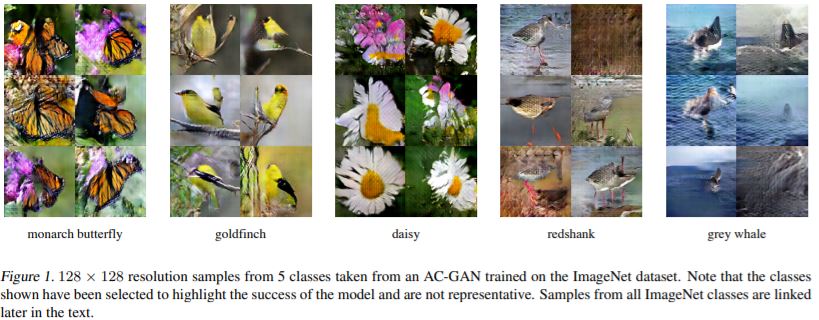 monarch butterfly goldfinch daisy redshank grey whale
Figure 1. 128 × 128 resolution samples from 5 classes taken from an AC-GAN trained on the ImageNet dataset. Note that the classes
shown have been selected to highlight the success of the model and are not representative. Samples from all ImageNet classes are linked
later in the text.